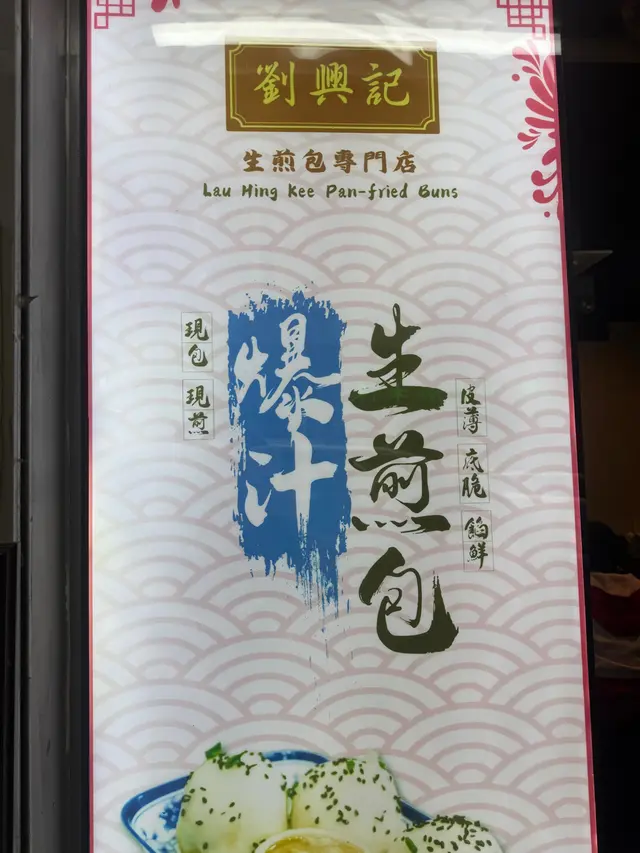 劉興記
生煎包專門店
Lau Hing Kee Pan-fried Buns
生煎包
爆汁
皮薄
底脆
餡鮮
現包
現煎